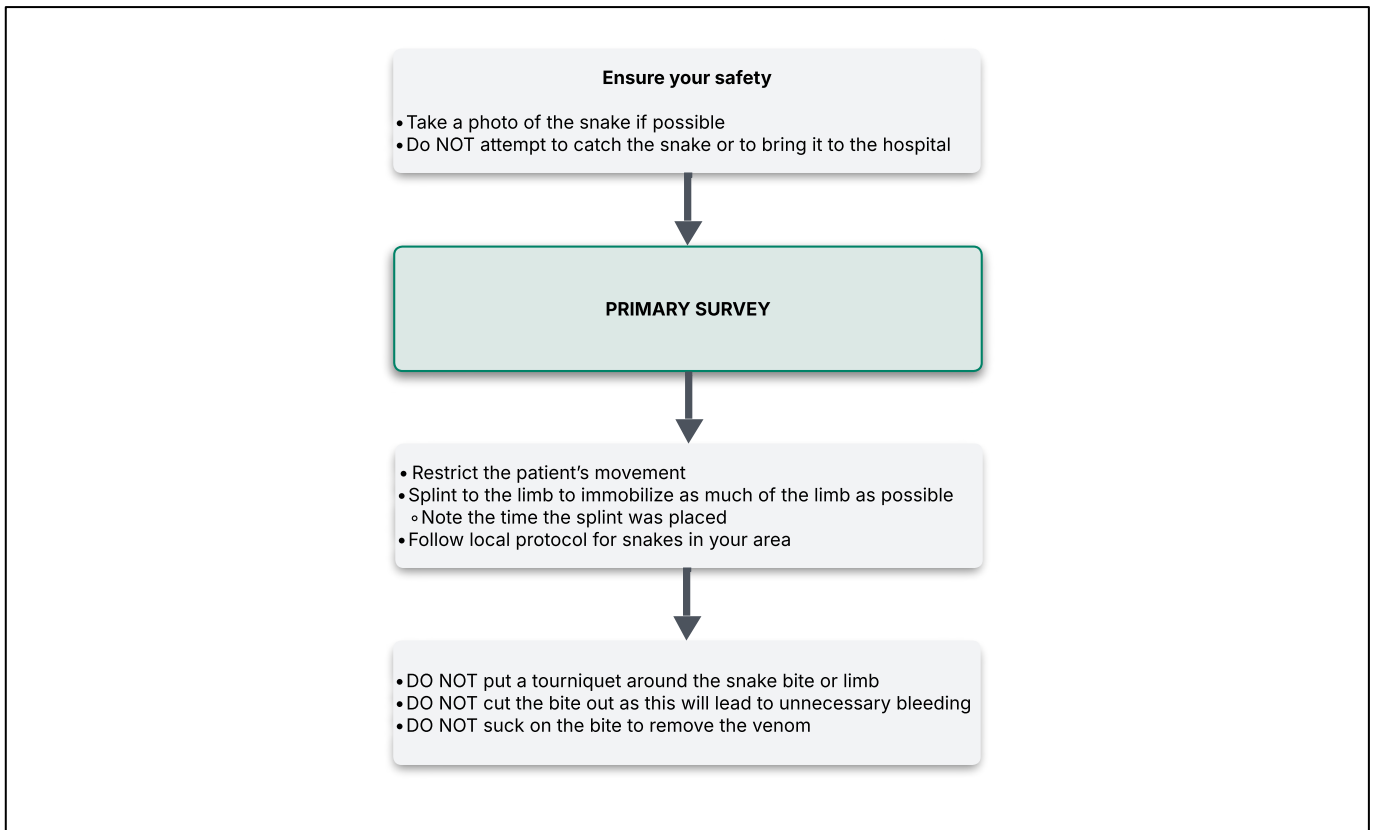 Ensure your safety
•Take a photo of the snake if possible
•Do NOT attempt to catch the snake or to bring it to the hospital
PRIMARY SURVEY
• Restrict the patient’s movement
•Splint to the limb to immobilize as much of the limb as possible
◦Note the time the splint was placed
•Follow local protocol for snakes in your area
•DO NOT put a tourniquet around the snake bite or limb
•DO NOT cut the bite out as this will lead to unnecessary bleeding
•DO NOT suck on the bite to remove the venom